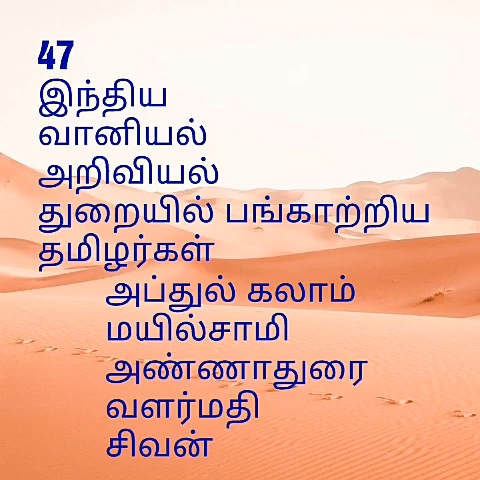 47
இந்திய
வானியல்
அறிவியல்
துறையில் பங்காற்றிய
தமிழர்கள்
அப்துல் கலாம்
மயில்சாமி
அண்ணாதுரை
வளர்மதி
சிவன்